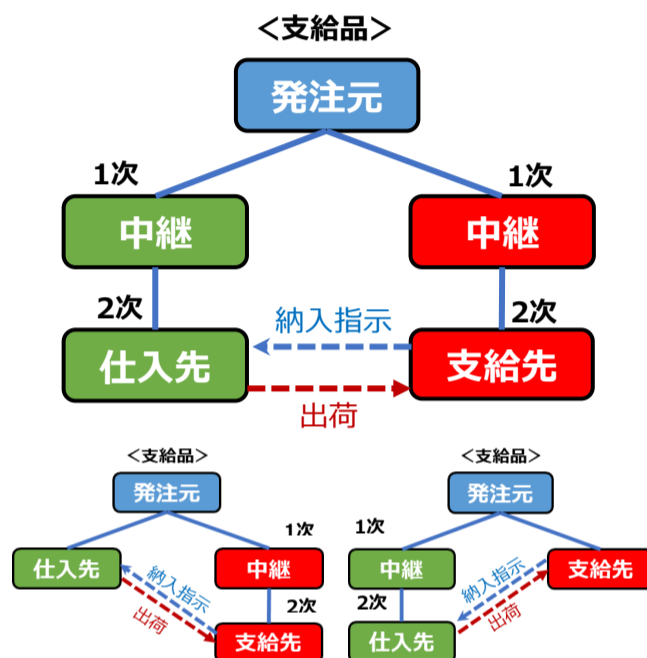 <支給品>
発注元
1次
1次
中継
中継
2次
2次
納入指示
仕入先
支給先
出荷
<支給品>
発注元
1次
仕入先
中継
納入指示
2次
出荷
支給先
<支給品>
発注元
1次
中継
支給先
納入指示
2次
出荷
仕入先